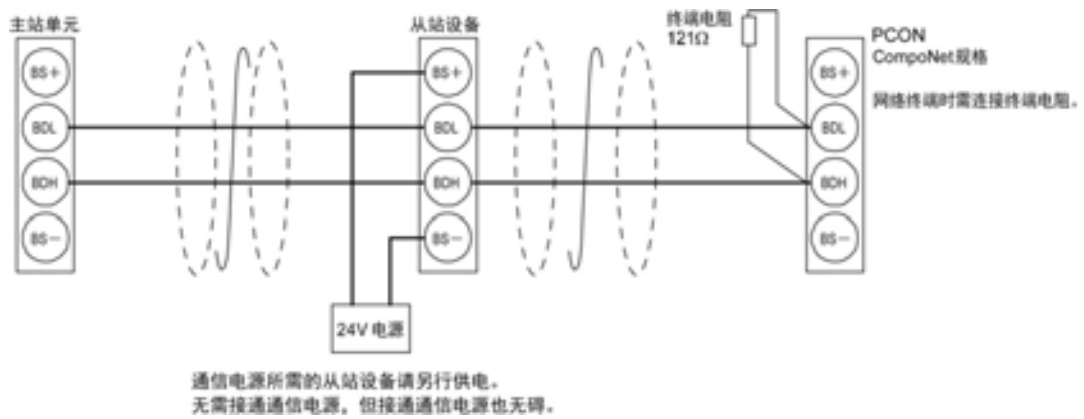 主站单元
BS+
BDL
BDH
BS-
从站设备
BS+
BDL
BDH
BS-
24V 电源
终端电阻
121Ω
PCON
CompoNet规格
网络终端时需连接终端电阻。
BS+
BDL
BDH
BS-
通信电源所需的从站设备请另行供电。
无需接通通信电源，但接通通信电源也无碍。